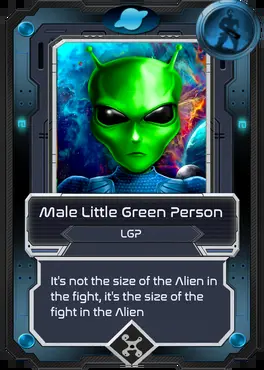 Male Little Green Person
LGP
It's not the size of the Alien in
the fight, it's the size of the
fight in the Alien